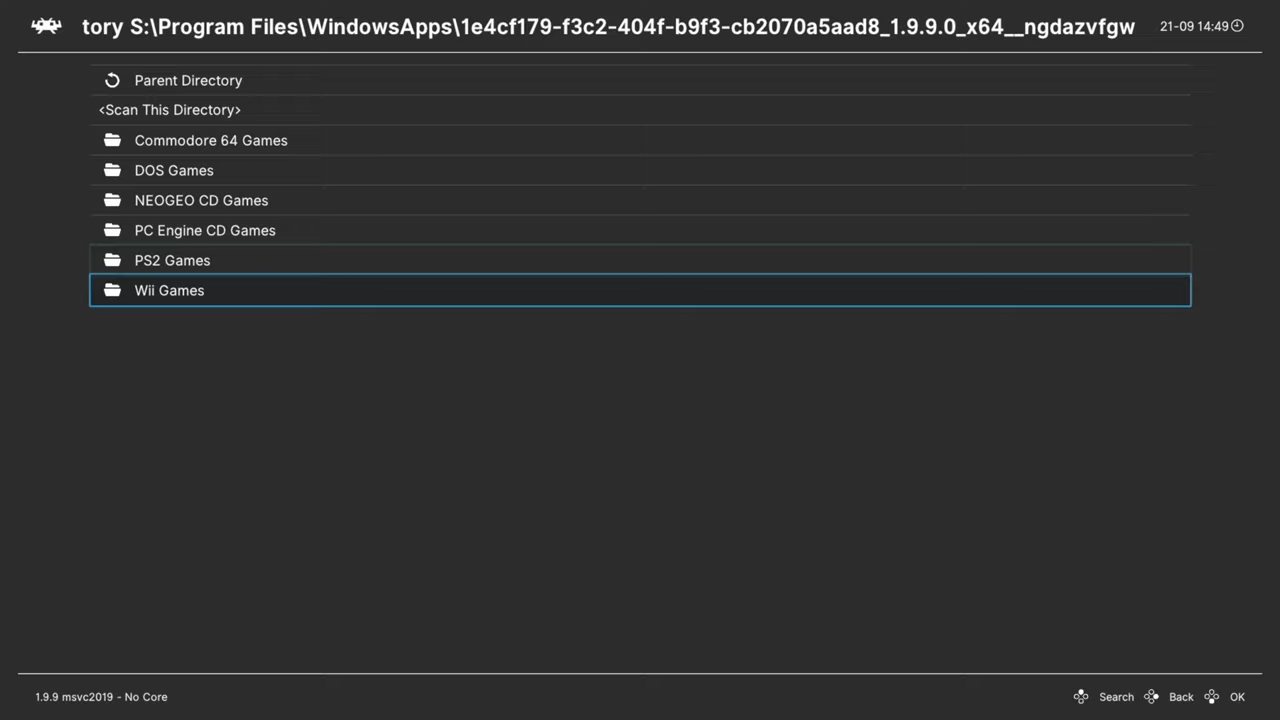 tory S:\Program Files\WindowsApps\1e4cf179-f3c2-404f-b9f3-cb2070a5aad8_1.9.9.0_x64__ngdazvfgw
21-09 14:49
Parent Directory
<Scan This Directory>
Commodore 64 Games
DOS Games
NEOGEO CD Games
PC Engine CD Games
PS2 Games
Wii Games
1.9.9 msvc2019 - No Core
Search Back OK